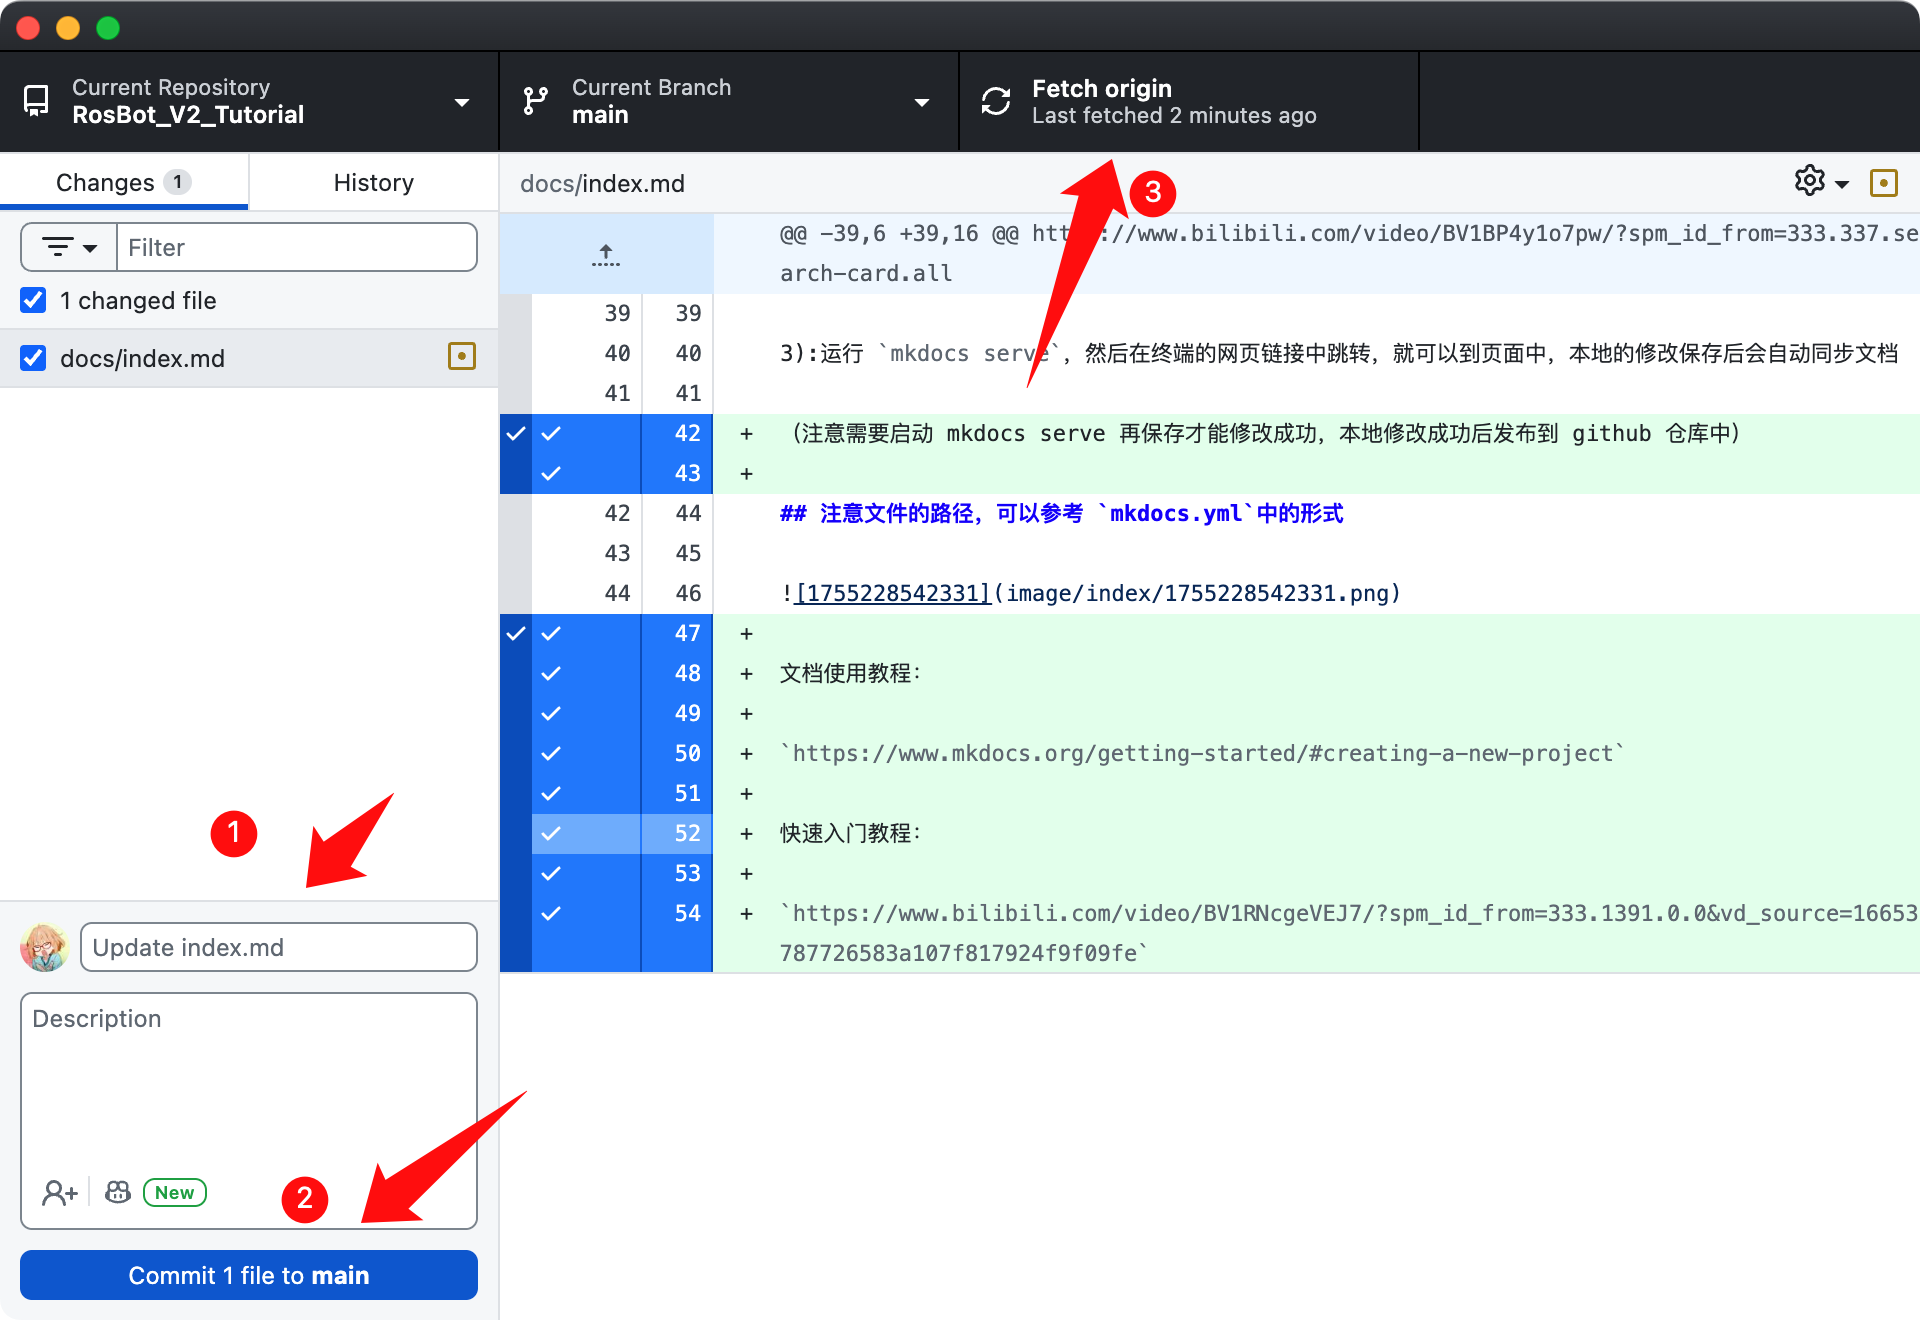 Current Repository
RosBot_V2_Tutorial
Current Branch
main
Fetch origin
Last fetched 2 minutes ago
Changes 1
History
Filter
1 changed file
docs/index.md
1
Update index.md
Description
New
2
Commit 1 file to main
docs/index.md
3
@@ -39,6 +39,16 @@ htt ://www.bilibili.com/video/BV1BP4y1o7pw/?spm_id_from=333.337.se
arch-card.all
39 39
40 40 3):运行 `mkdocs serve`，然后在终端的网页链接中跳转，就可以到页面中，本地的修改保存后会自动同步文档
41 41
42 + （注意需要启动 mkdocs serve 再保存才能修改成功，本地修改成功后发布到 github 仓库中）
43 +
42 44 ## 注意文件的路径，可以参考 `mkdocs.yml`中的形式
43 45
44 46 ![1755228542331](image/index/1755228542331.png)
47 +
48 + 文档使用教程：
49 +
50 + `https://www.mkdocs.org/getting-started/#creating-a-new-project`
51 +
52 + 快速入门教程：
53 +
54 + `https://www.bilibili.com/video/BV1RNcgeVEJ7/?spm_id_from=333.1391.0.0&vd_source=16653
787726583a107f817924f9f09fe`